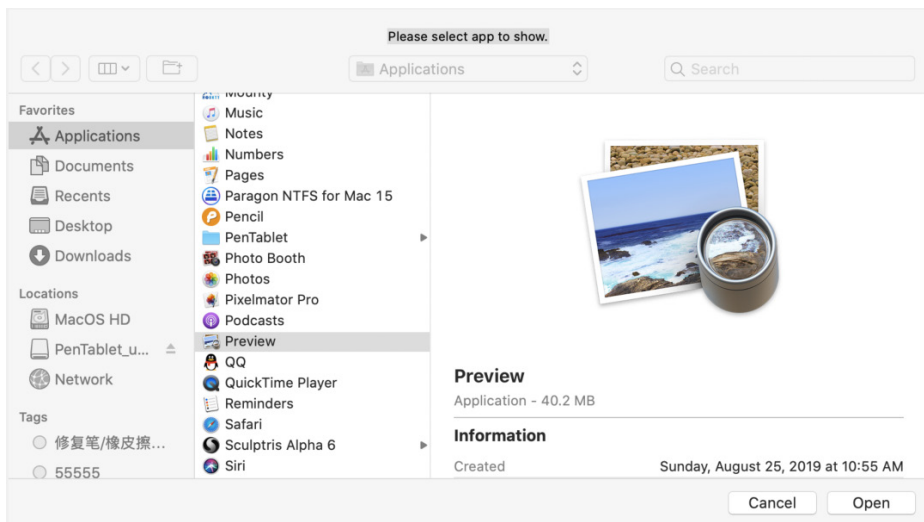 Please select app to show.
Applications
Search
Favorites
Applications
Documents
Recents
Desktop
Downloads
Locations
MacOS HD
PenTablet_u...
Network
Tags
修复笔/橡皮擦...
55555
Mounty
Music
Notes
Numbers
Pages
Paragon NTFS for Mac 15
Pencil
PenTablet
Photo Booth
Photos
Pixelmator Pro
Podcasts
Preview
QQ
QuickTime Player
Reminders
Safari
Sculptris Alpha 6
Siri
Preview
Application - 40.2 MB
Information
Created Sunday, August 25, 2019 at 10:55 AM
Cancel Open